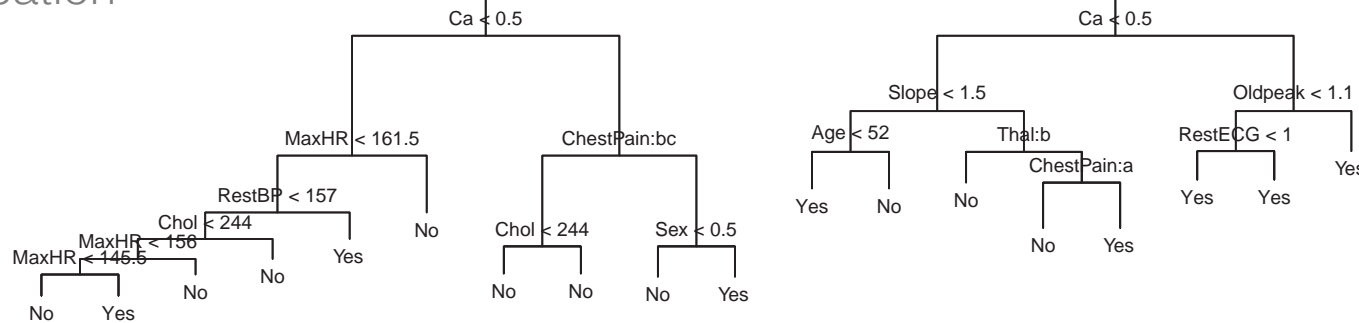 Ca < 0.5
MaxHR < 161.5
ChestPain:bc
RestBP < 157
Chol < 244
MaxHR < 156
MaxHR < 145.5
No
Yes
No
No
Yes
No
Chol < 244
Sex < 0.5
No
No
No
Yes
Ca < 0.5
Slope < 1.5
Oldpeak < 1.1
Age < 52
Thal:b
RestECG < 1
ChestPain:a
Yes
No
No
No
Yes
Yes
Yes
Yes